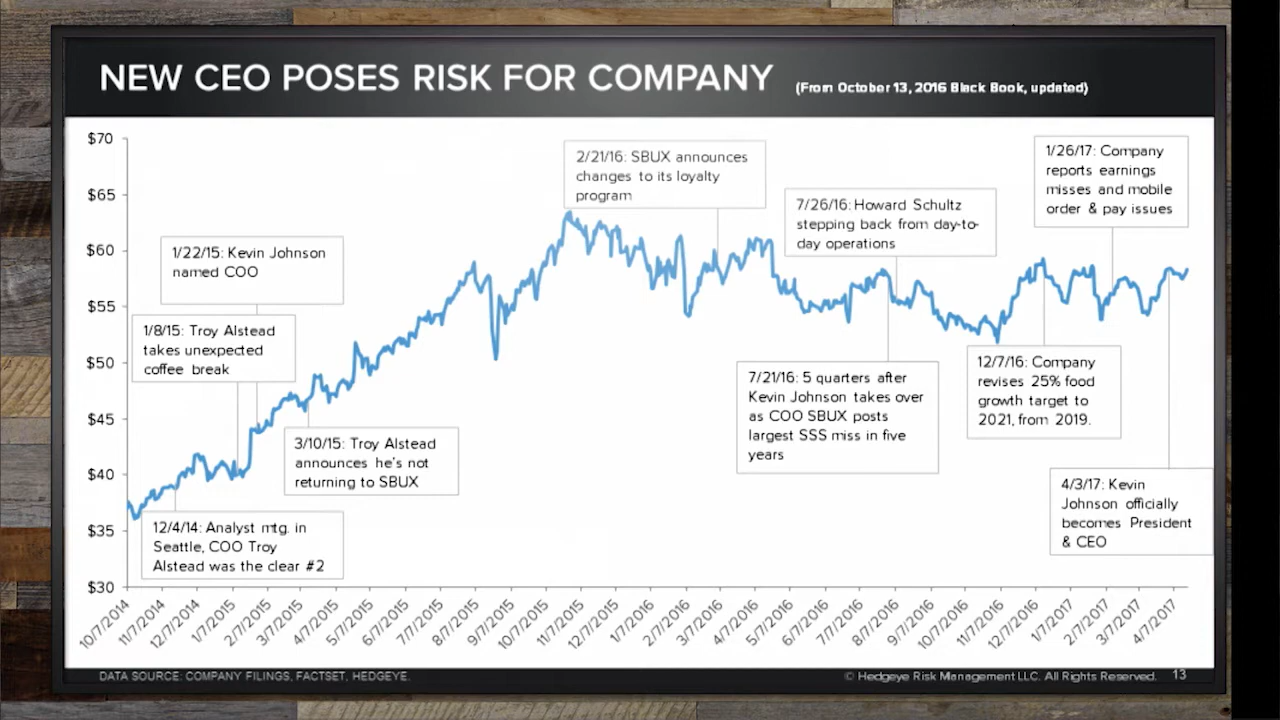 NEW CEO POSES RISK FOR COMPANY (From October 13, 2016 Black Book, updated)
$70
$65
$60
$55
$50
$45
$40
$35
$30
1/22/15: Kevin Johnson
named COO
1/8/15: Troy Alstead
takes unexpected
coffee break
3/10/15: Troy Alstead
announces he's not
returning to SBUX
12/4/14: Analyst mtg. in
Seattle, COO Troy
Alstead was the clear #2
2/21/16: SBUX announces
changes to its loyalty
program
7/26/16: Howard Schultz
stepping back from day-to-
day operations
1/26/17: Company
reports earnings
misses and mobile
order & pay issues
7/21/16: 5 quarters after
Kevin Johnson takes over
as COO SBUX posts
largest SSS miss in five
years
12/7/16: Company
revises 25% food
growth target to
2021, from 2019.
4/3/17: Kevin
Johnson officially
becomes President
& CEO
10/7/2014
11/7/2014
12/7/2014
1/7/2015
2/7/2015
3/7/2015
4/7/2015
5/7/2015
6/7/2015
7/7/2015
8/7/2015
9/7/2015
10/7/2015
11/7/2015
12/7/2015
1/7/2016
2/7/2016
3/7/2016
4/7/2016
5/7/2016
6/7/2016
7/7/2016
8/7/2016
9/7/2016
10/7/2016
11/7/2016
12/7/2016
1/7/2017
2/7/2017
3/7/2017
4/7/2017
DATA SOURCE: COMPANY FILINGS, FACTSET, HEDGEYE.
© Hedgeye Risk Management LLC. All Rights Reserved. 13